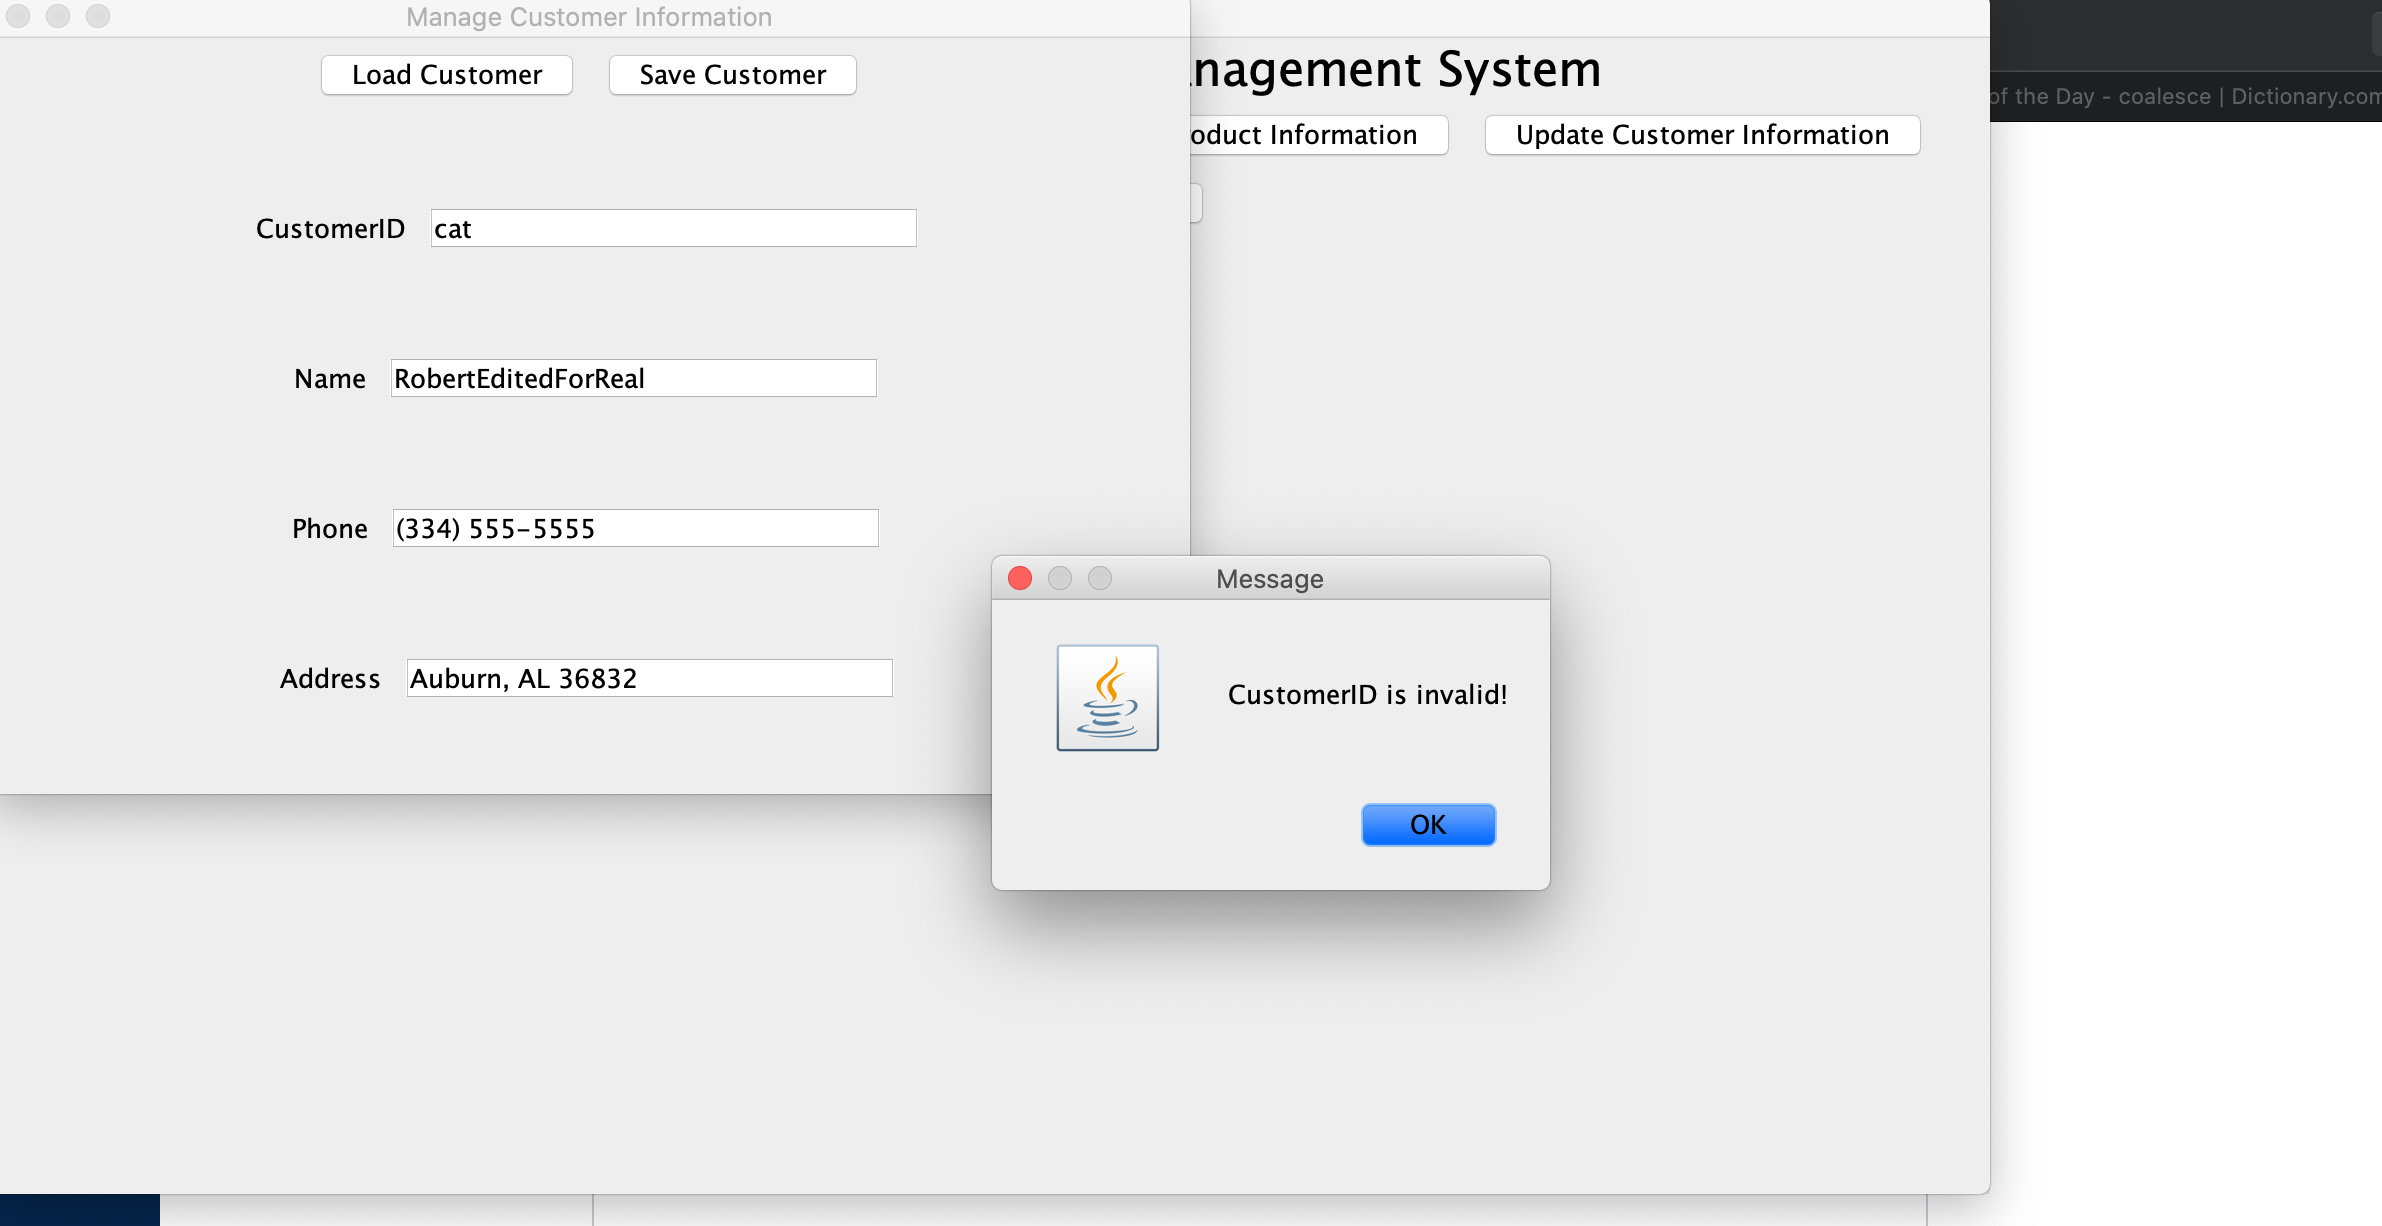 Manage Customer Information
Load Customer Save Customer
nagement System
of the Day - coalesce | Dictionary.com
oduct Information Update Customer Information
CustomerID cat
Name RobertEditedForReal
Phone (334) 555-5555
Address Auburn, AL 36832
Message
CustomerID is invalid!
OK